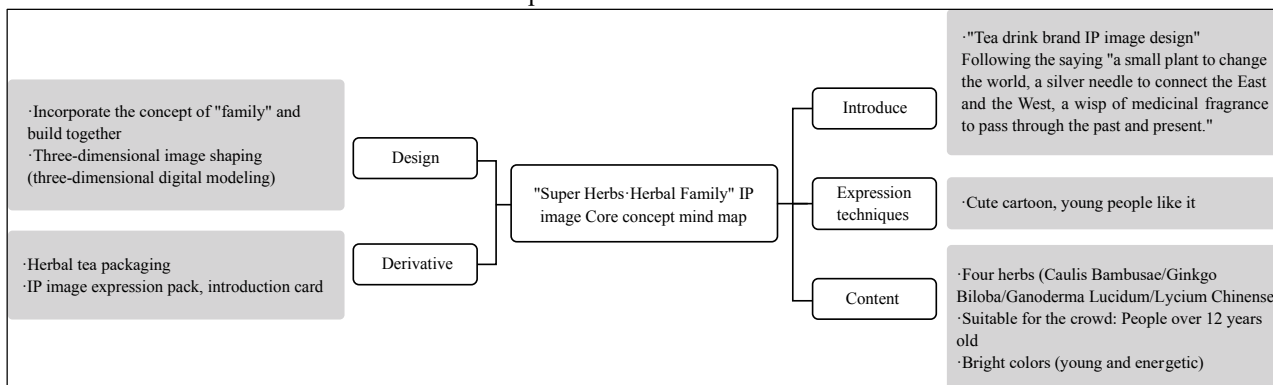 ·Incorporate the concept of "family" and
build together
·Three-dimensional image shaping
(three-dimensional digital modeling)
Design
·Herbal tea packaging
·IP image expression pack, introduction card
Derivative
"Super Herbs·Herbal Family" IP
image Core concept mind map
Introduce
·"Tea drink brand IP image design"
Following the saying "a small plant to change
the world, a silver needle to connect the East
and the West, a wisp of medicinal fragrance
to pass through the past and present."
Expression
techniques
·Cute cartoon, young people like it
Content
·Four herbs (Caulis Bambusae/Ginkgo
Biloba/Ganoderma Lucidum/Lycium Chinense
·Suitable for the crowd: People over 12 years
old
·Bright colors (young and energetic)